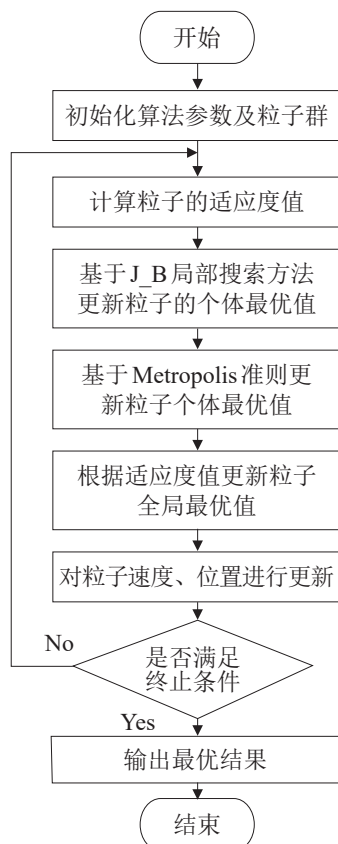 开始
初始化算法参数及粒子群
计算粒子的适应度值
基于J_B局部搜索方法
更新粒子的个体最优值
基于Metropolis准则更
新粒子个体最优值
根据适应度值更新粒子
全局最优值
对粒子速度、位置进行更新
No
是否满足
终止条件
Yes
输出最优结果
结束